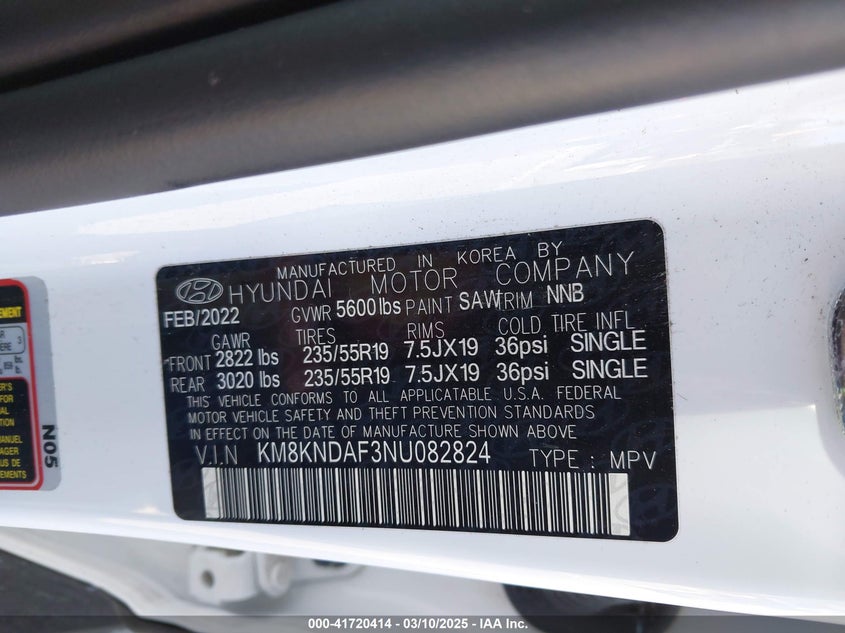 MANUFACTURED IN KOREA BY
HYUNDAI MOTOR COMPANY
FEB/2022 GVWR 5600 lbs PAINT SAW TRIM NNB
GAWR TIRES RIMS COLD TIRE INFL
FRONT 2822 lbs 235/55R19 7.5JX19 36psi SINGLE
REAR 3020 lbs 235/55R19 7.5JX19 36psi SINGLE
THIS VEHICLE CONFORMS TO ALL APPLICABLE U.S.A. FEDERAL
MOTOR VEHICLE SAFETY AND THEFT PREVENTION STANDARDS
IN EFFECT ON THE DATE OF MANUFACTURE SHOWN ABOVE
V.I.N KM8KNDAF3NU082824 TYPE : MPV
3
N05
000-41720414 - 03/10/2025 - IAA Inc.